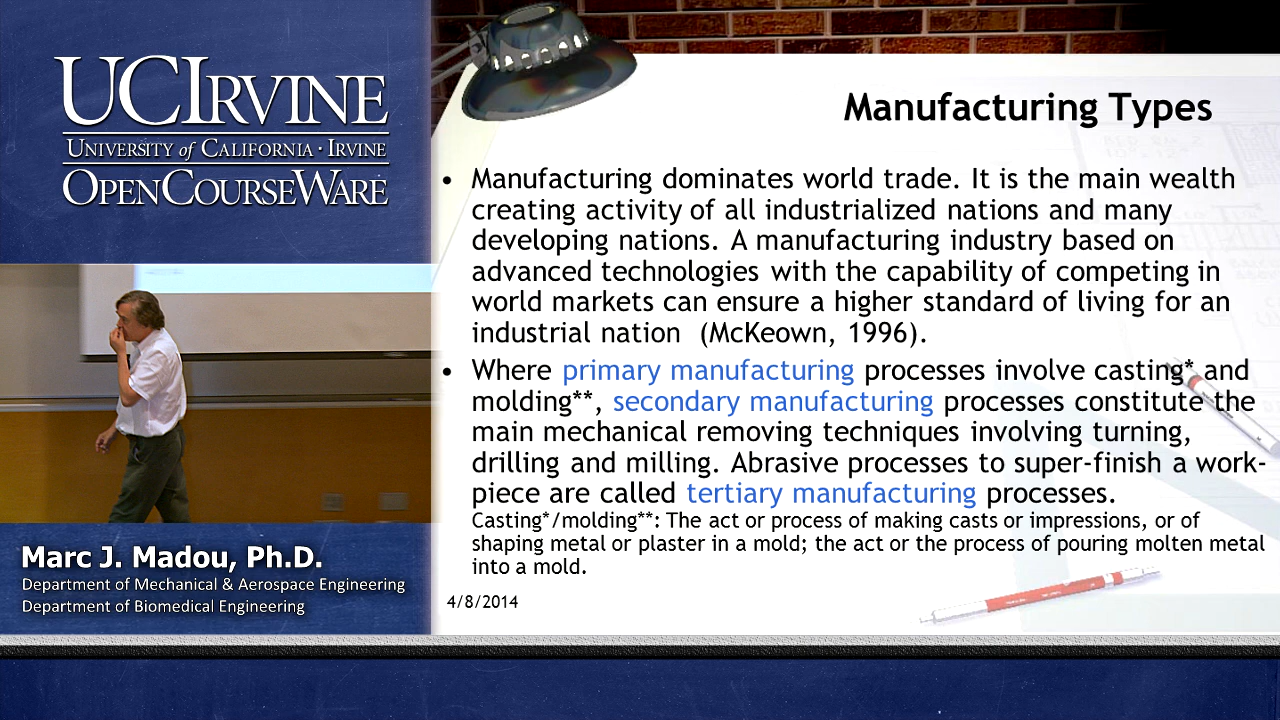 UCIRVINE
UNIVERSITY of CALIFORNIA · IRVINE
OPENCOURSEWARE
Marc J. Madou, Ph.D.
Department of Mechanical & Aerospace Engineering
Department of Biomedical Engineering
Manufacturing Types
• Manufacturing dominates world trade. It is the main wealth
creating activity of all industrialized nations and many
developing nations. A manufacturing industry based on
advanced technologies with the capability of competing in
world markets can ensure a higher standard of living for an
industrial nation (McKeown, 1996).
• Where primary manufacturing processes involve casting* and
molding**, secondary manufacturing processes constitute the
main mechanical removing techniques involving turning,
drilling and milling. Abrasive processes to super-finish a work-
piece are called tertiary manufacturing processes.
Casting*/molding**: The act or process of making casts or impressions, or of
shaping metal or plaster in a mold; the act or the process of pouring molten metal
into a mold.
4/8/2014